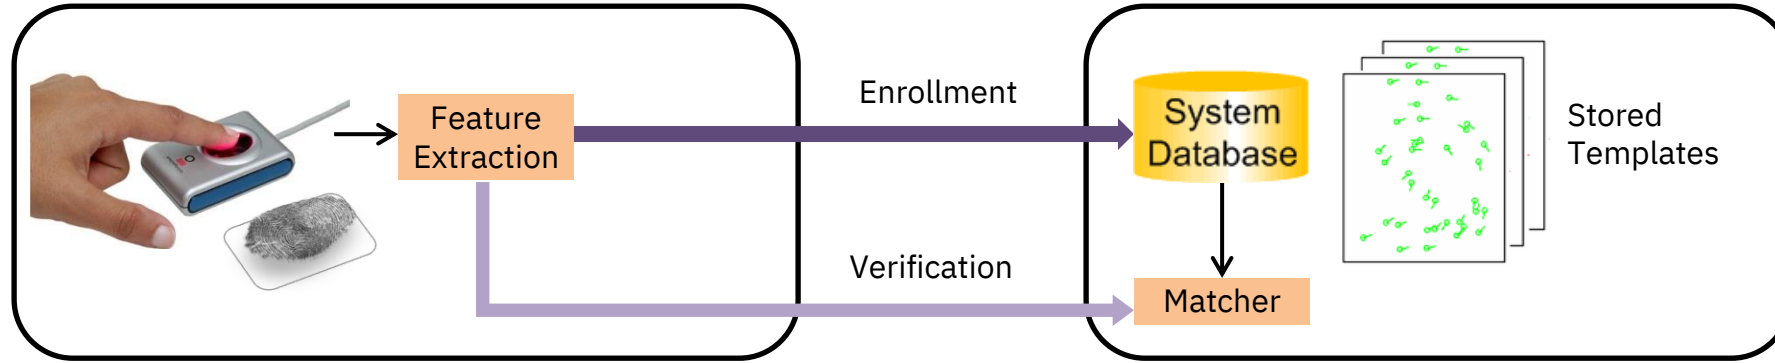 Feature
Extraction
Enrollment
Verification
System
Database
Matcher
Stored
Templates